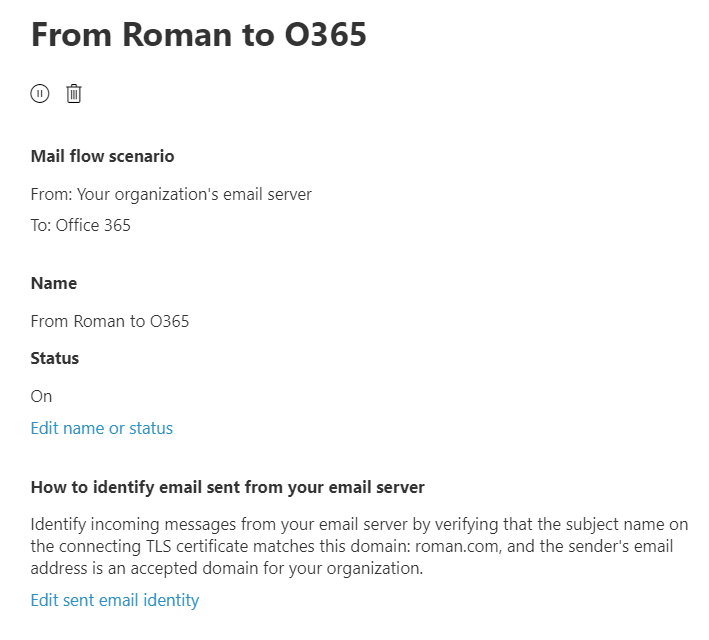 From Roman to O365
Mail flow scenario
From: Your organization's email server
To: Office 365
Name
From Roman to O365
Status
On
Edit name or status
How to identify email sent from your email server
Identify incoming messages from your email server by verifying that the subject name on
the connecting TLS certificate matches this domain: roman.com, and the sender's email
address is an accepted domain for your organization.
Edit sent email identity